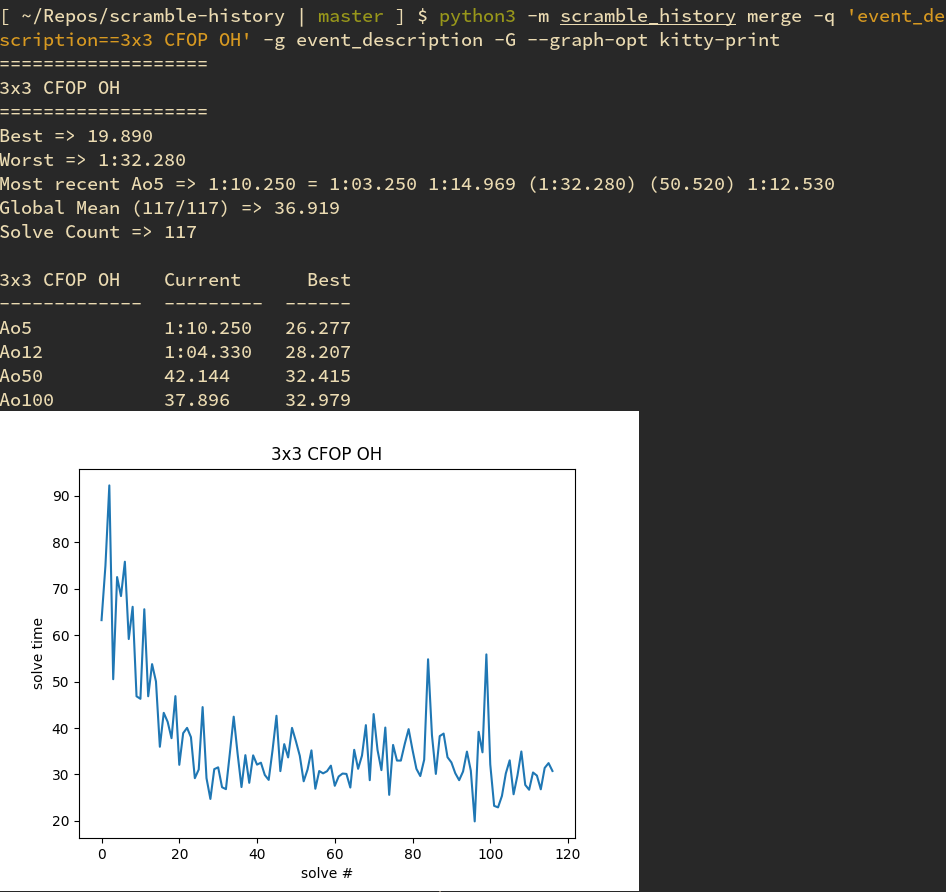 [ ~/Repos/scramble-history | master ] $ python3 -m scramble_history merge -q 'event_de
scription==3x3 CFOP OH' -g event_description -G --graph-opt kitty-print
===================
3x3 CFOP OH
===================
Best => 19.890
Worst => 1:32.280
Most recent Ao5 => 1:10.250 = 1:03.250 1:14.969 (1:32.280) (50.520) 1:12.530
Global Mean (117/117) => 36.919
Solve Count => 117
3x3 CFOP OH    Current      Best
-------------  ---------  ------
Ao5            1:10.250   26.277
Ao12           1:04.330   28.207
Ao50           42.144     32.415
Ao100          37.896     32.979
3x3 CFOP OH
90
80
70
60
50
40
30
20
solve time
0 20 40 60 80 100 120
solve #